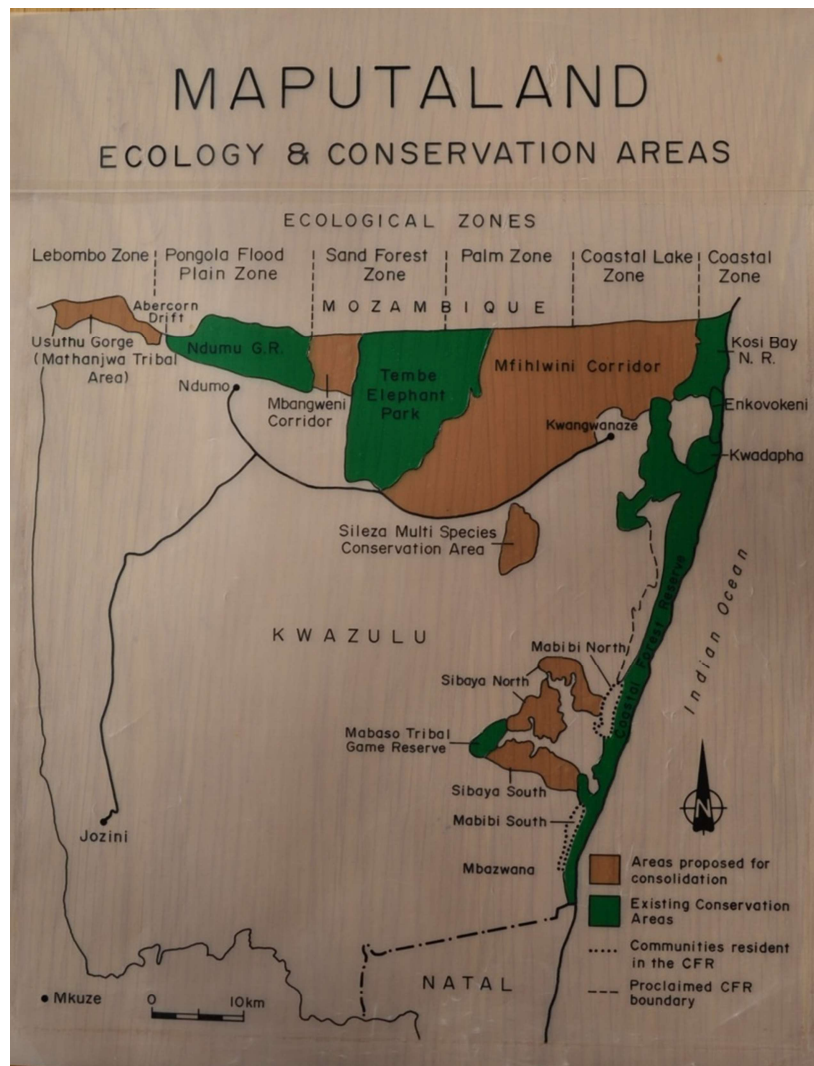 MAPUTALAND
ECOLOGY & CONSERVATION AREAS
ECOLOGICAL ZONES
Lebombo Zone
Pongola Flood
Plain Zone
Sand Forest
Zone
Palm Zone
Coastal Lake
Zone
Coastal
Zone
MOZAMBIQUE
Abercorn
Drift
Usuthu Gorge
(Mathanjwa Tribal
Area)
Ndumu G.R.
Ndumo
Mbangweni
Corridor
Tembe
Elephant
Park
Mfihlwini Corridor
Kosi Bay
N. R.
Enkovokeni
Kwangwanaze
Kwadapha
Sileza Multi Species
Conservation Area
KWAZULU
Coastal Forest Reserve
Indian Ocean
Mabibi North
Sibaya North
Mabaso Tribal
Game Reserve
Sibaya South
Mabibi South
Mbazwana
Jozini
N
Areas proposed for
consolidation
Existing Conservation
Areas
Communities resident
in the CFR
Proclaimed CFR
boundary
NATAL
Mkuze
0 10km